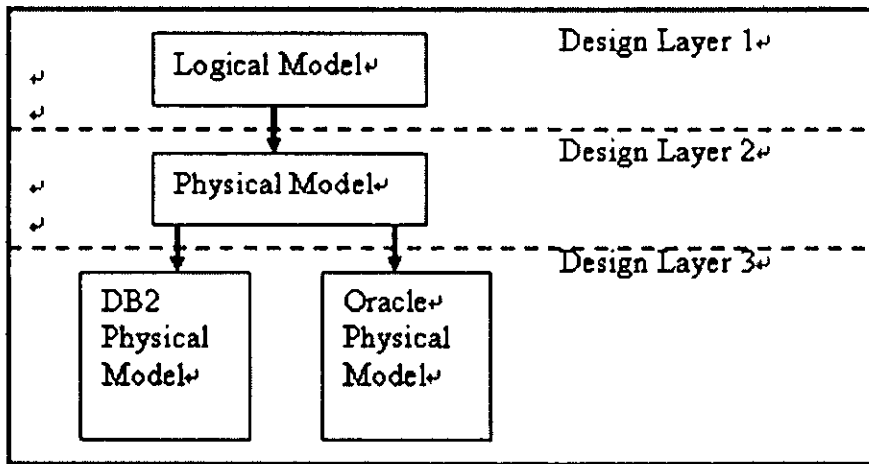 Design Layer 1↵
Logical Model↵
↵
↵
Design Layer 2↵
Physical Model↵
↵
↵
Design Layer 3↵
DB2
Physical
Model↵
Oracle↵
Physical
Model↵